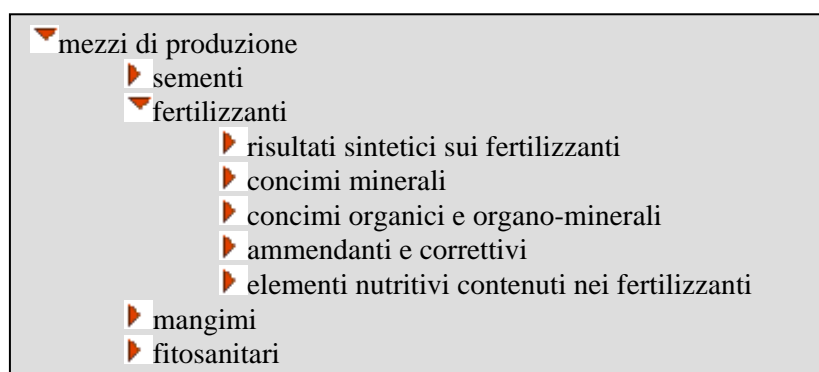 mezzi di produzione
sementi
fertilizzanti
risultati sintetici sui fertilizzanti
concimi minerali
concimi organici e organo-minerali
ammendanti e correttivi
elementi nutritivi contenuti nei fertilizzanti
mangimi
fitosanitari